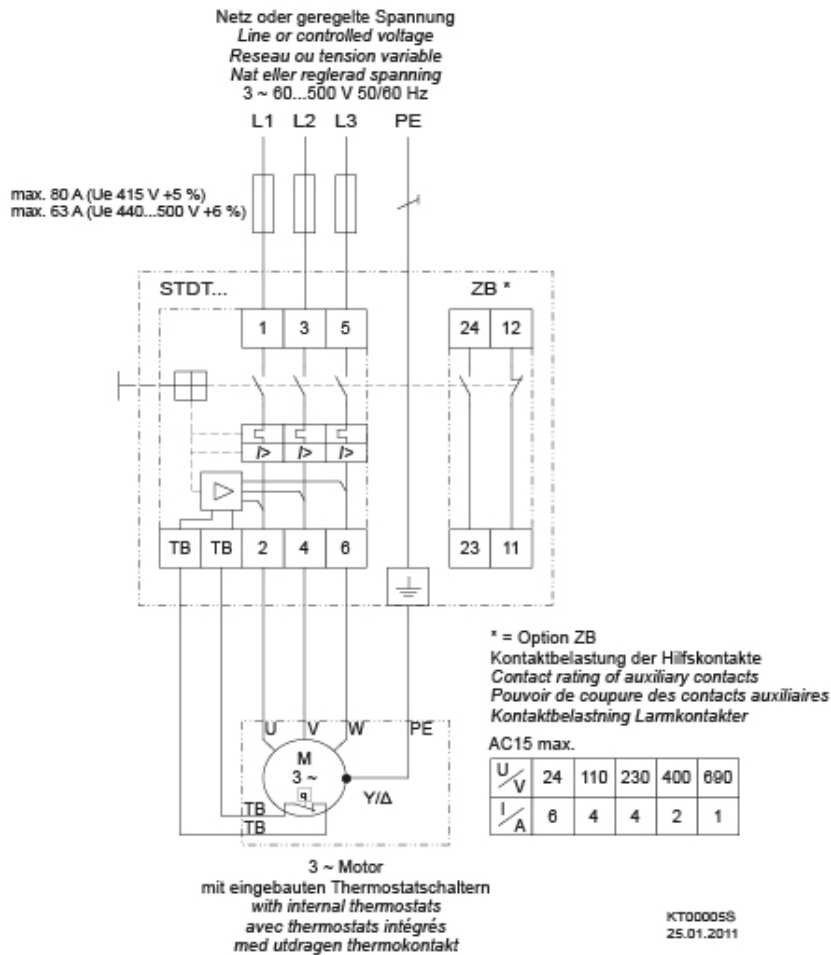 Netz oder geregelte Spannung
Line or controlled voltage
Reseau ou tension variable
Nat eller reglerad spanning
3 ~ 60...500 V 50/60 Hz
L1 L2 L3 PE
max. 80 A (Ue 415 V +5 %)
max. 63 A (Ue 440...500 V +6 %)
STDT... ZB *
1 3 5 24 12
I> I> I>
TB TB 2 4 6 23 11
* = Option ZB
Kontaktbelastung der Hilfskontakte
Contact rating of auxiliary contacts
Pouvoir de coupure des contacts auxiliaires
Kontaktbelastning Larmkontakter
AC15 max.
U/V 24 110 230 400 690
I/A 6 4 4 2 1
U V W PE
M
3 ~
q
Y/Δ
TB
TB
3 ~ Motor
mit eingebauten Thermostatschaltern
with internal thermostats
avec thermostats intégrés
med utdragen thermokontakt
KT00005S
25.01.2011